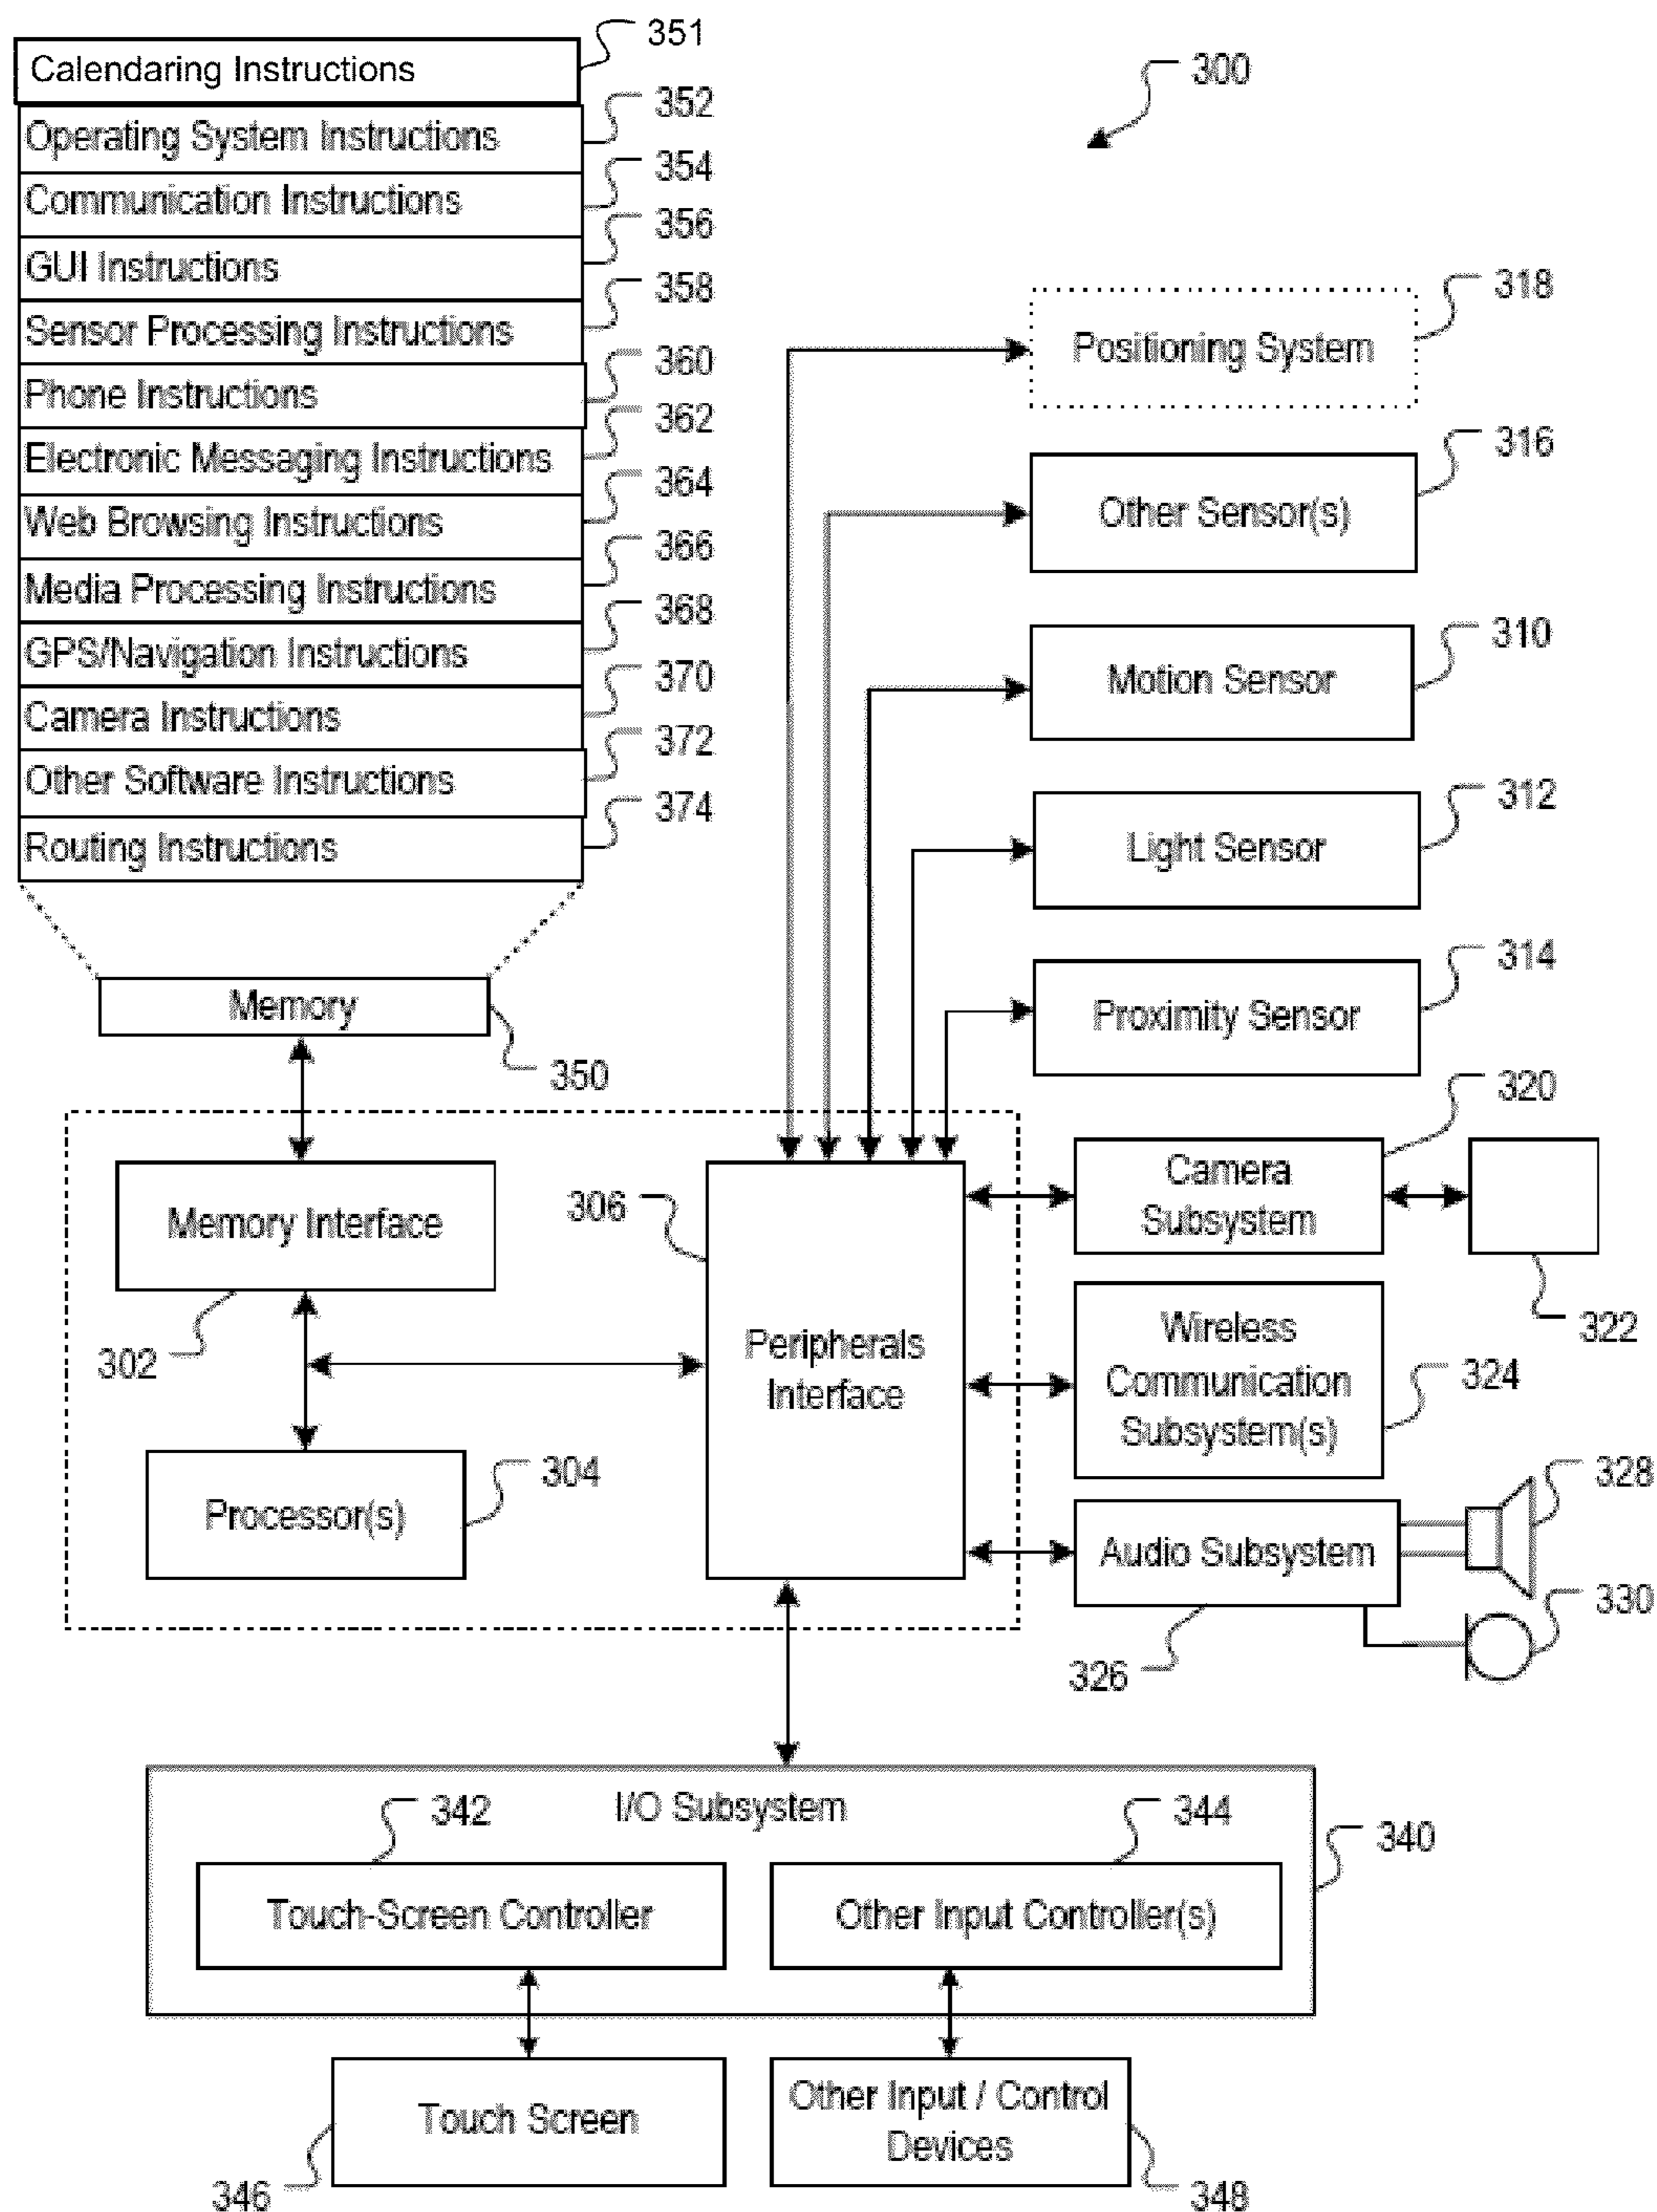 351
Calendaring Instructions
300
352
Operating System Instructions
354
Communication Instructions
356
GUI Instructions
358
Sensor Processing Instructions
360
Phone Instructions
362
Electronic Messaging Instructions
364
Web Browsing Instructions
366
Media Processing Instructions
368
GPS/Navigation Instructions
370
Camera Instructions
372
Other Software Instructions
374
Routing Instructions
Memory
350
318
Positioning System
316
Other Sensor(s)
310
Motion Sensor
312
Light Sensor
314
Proximity Sensor
320
Camera
Subsystem
322
Memory Interface
302
306
Peripherals
Interface
Wireless
Communication
Subsystem(s)
324
304
Processor(s)
Audio Subsystem
328
330
326
I/O Subsystem
342
344
340
Touch-Screen Controller
Other Input Controller(s)
Touch Screen
346
Other Input / Control
Devices
348